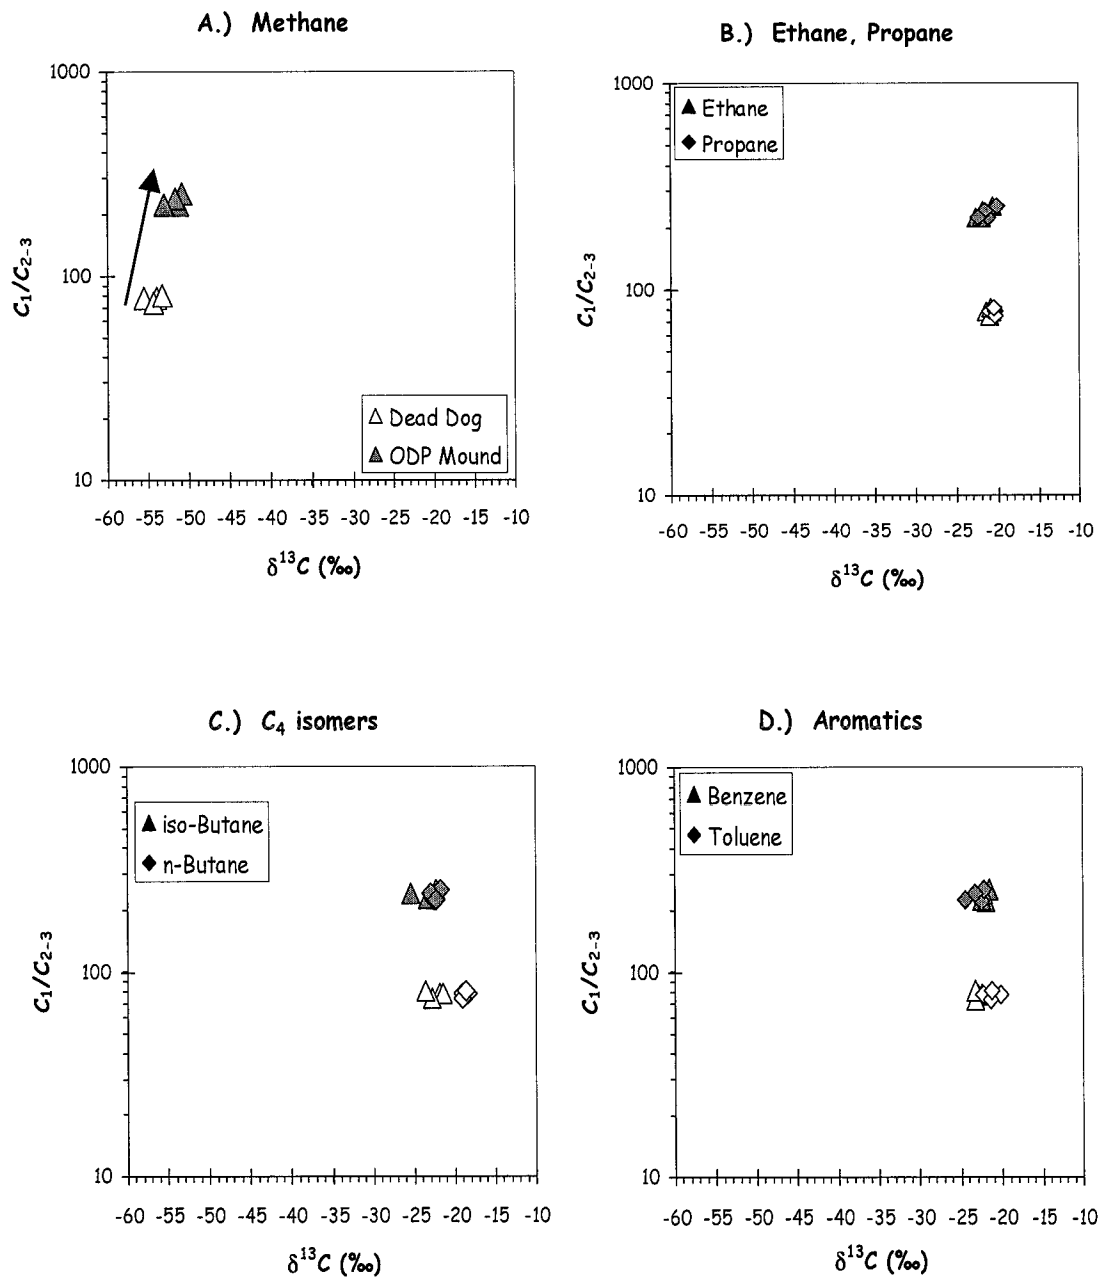 A.) Methane
1000
100
10
C₁/C₂₋₃
Dead Dog
ODP Mound
-60 -55 -50 -45 -40 -35 -30 -25 -20 -15 -10
δ¹³C (‰)
B.) Ethane, Propane
1000
100
10
C₁/C₂₋₃
Ethane
Propane
-60 -55 -50 -45 -40 -35 -30 -25 -20 -15 -10
δ¹³C (‰)
C.) C₄ isomers
1000
100
10
C₁/C₂₋₃
iso-Butane
n-Butane
-60 -55 -50 -45 -40 -35 -30 -25 -20 -15 -10
δ¹³C (‰)
D.) Aromatics
1000
100
10
C₁/C₂₋₃
Benzene
Toluene
-60 -55 -50 -45 -40 -35 -30 -25 -20 -15 -10
δ¹³C (‰)